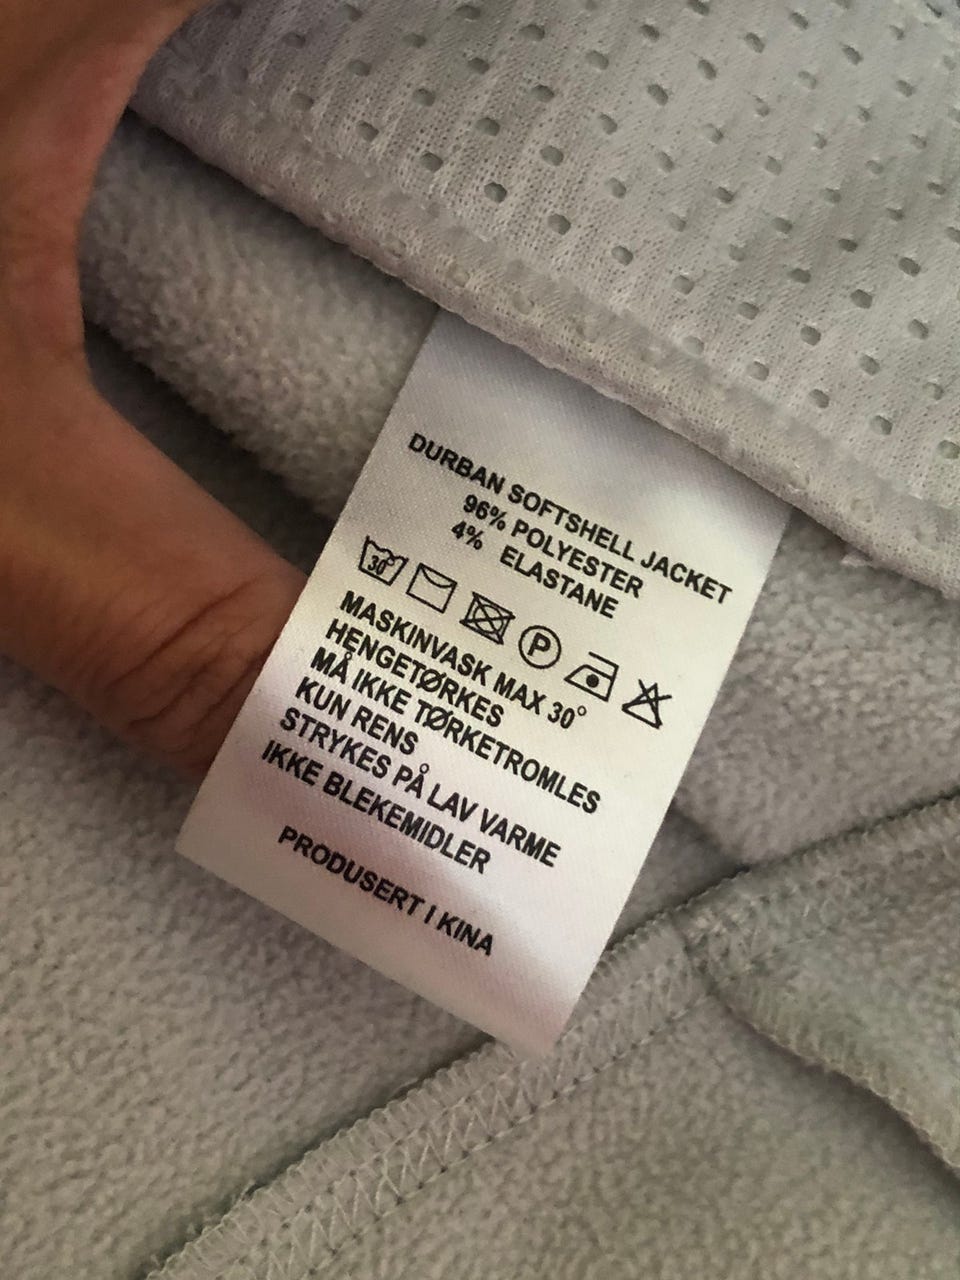 DURBAN SOFTSHELL JACKET
96% POLYESTER
4% ELASTANE
30° P
MASKINVASK MAX 30°
HENGETØRKES
MÅ IKKE TØRKETROMLES
KUN RENS
STRYKES PÅ LAV VARME
IKKE BLEKEMIDLER
PRODUSERT I KINA